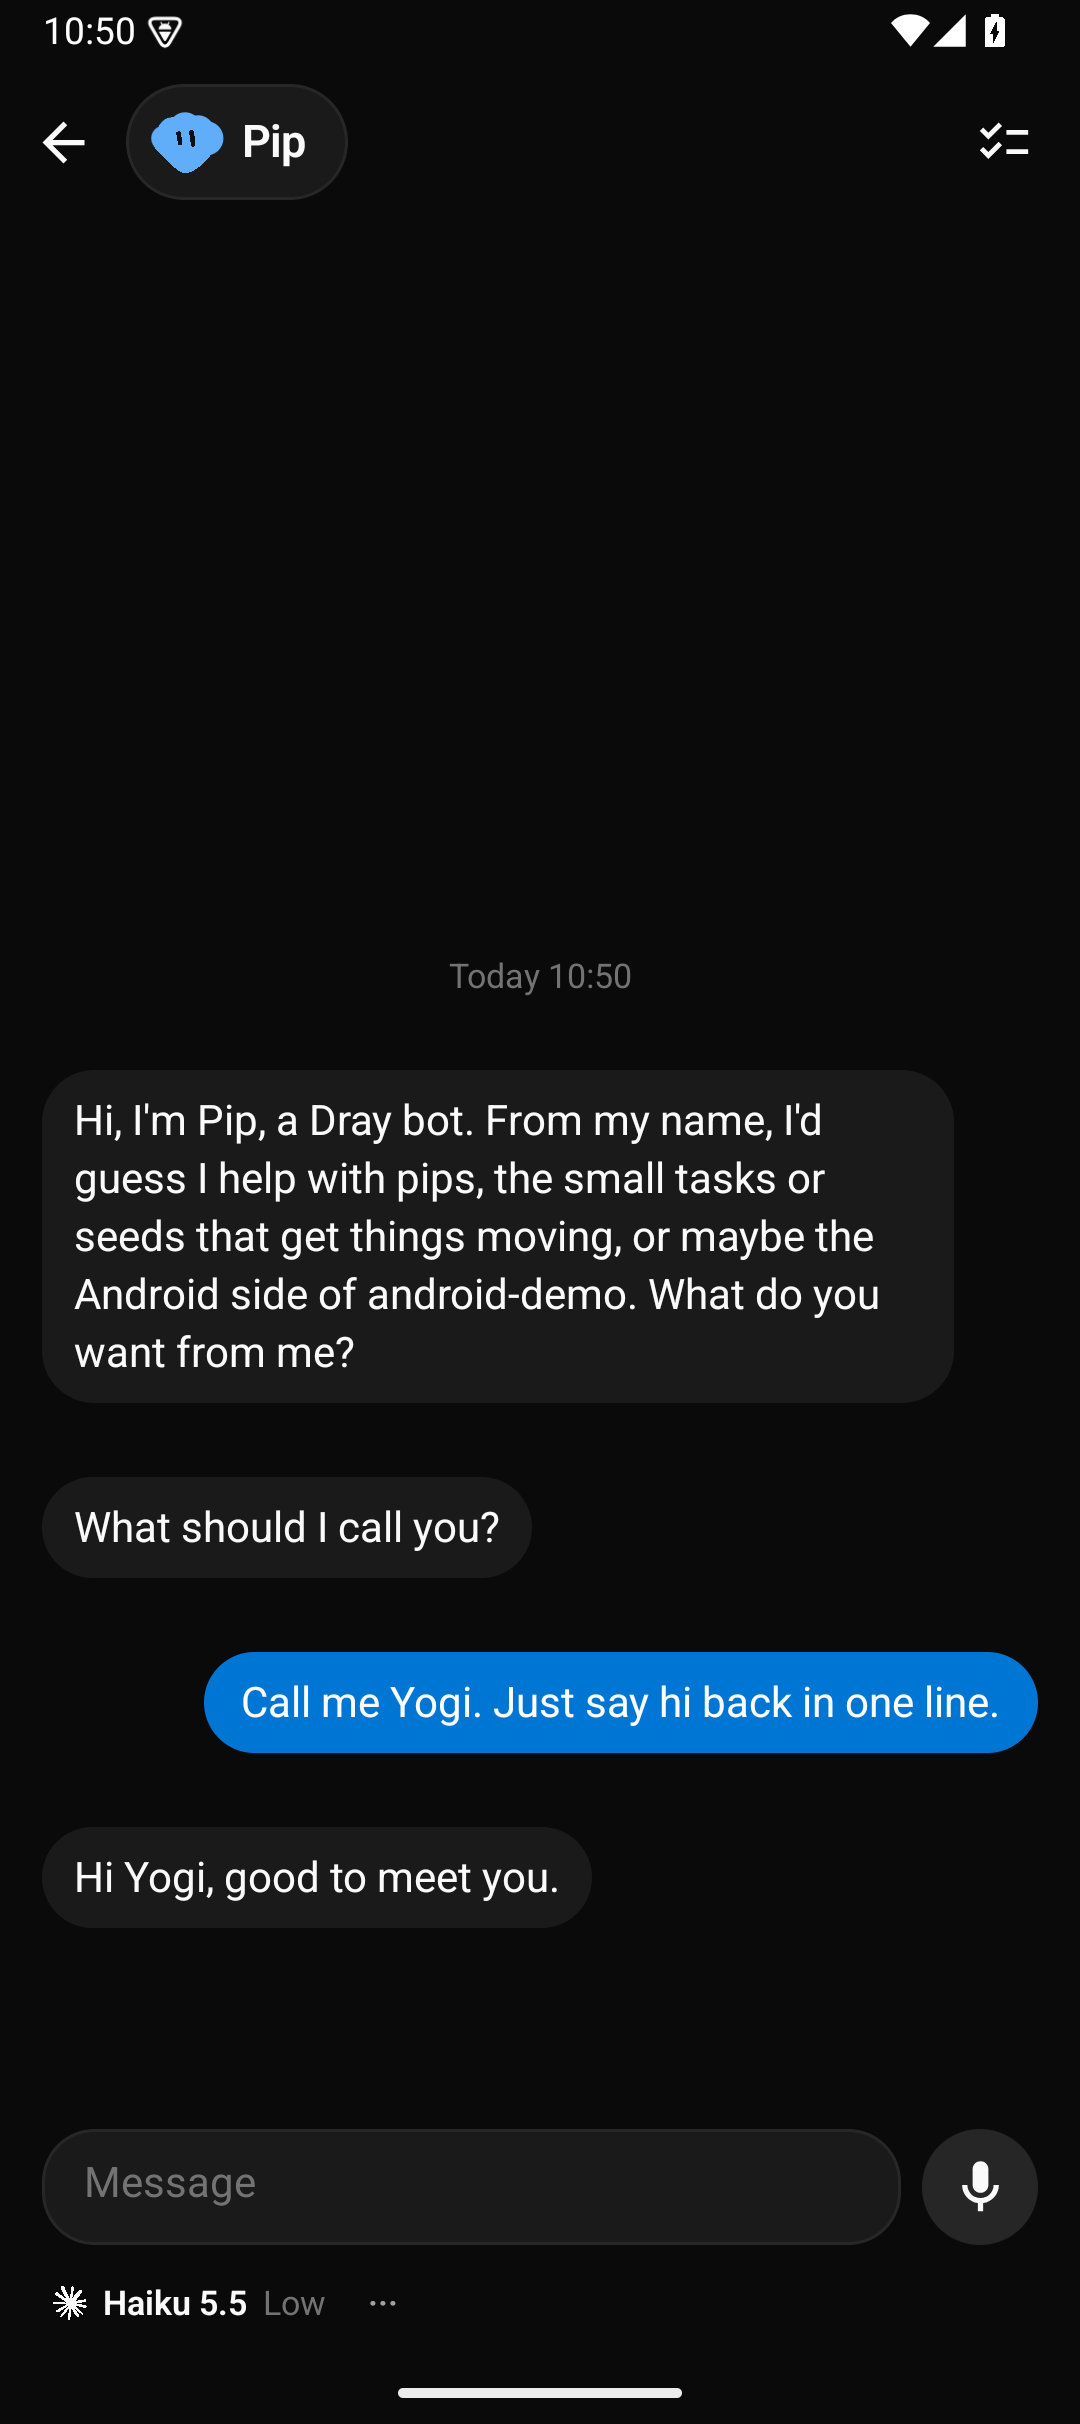 10:50
Pip
Today 10:50
Hi, I'm Pip, a Dray bot. From my name, I'd
guess I help with pips, the small tasks or
seeds that get things moving, or maybe the
Android side of android-demo. What do you
want from me?
What should I call you?
Call me Yogi. Just say hi back in one line.
Hi Yogi, good to meet you.
Message
Haiku 5.5 Low ···